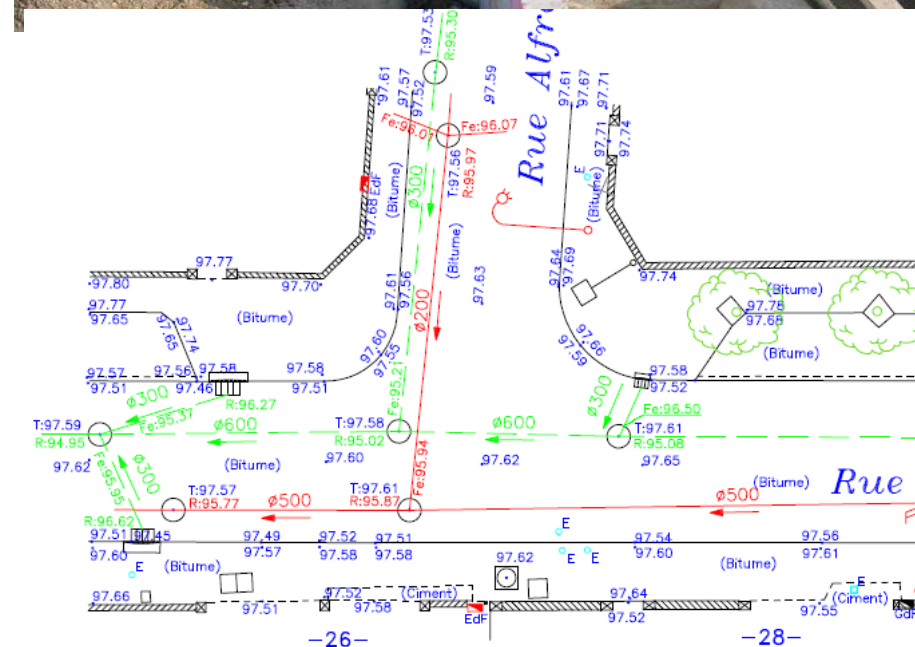 T:97.53
R:95.30
Rue Alfre
97.61
97.57
97.52
97.59
97.61
97.67
97.71
Fe:96.01
Fe:96.07
97.71
97.74
T:97.56
R:95.97
ø300
EdF
(Bitume)
E
(Bitume)
97.68
(Bitume)
97.77
97.80
97.70
97.61
97.56
97.63
97.64
97.69
97.74
(Bitume)
97.77
97.65
97.65
97.74
(Bitume)
ø200
97.78
97.68
97.60
97.55
97.66
97.59
(Bitume)
97.57
97.51
97.56
97.58
97.46
97.58
97.51
97.58
97.52
ø300
R:96.27
Fe:95.37
Fe:95.21
ø300
Fe:96.50
T:97.59
R:94.95
ø600
T:97.58
R:95.02
ø600
T:97.61
R:95.08
97.62
(Bitume)
97.60
97.62
97.65
Fe:95.95
ø300
Fe:95.94
T:97.57
R:95.77
ø500
T:97.61
R:95.87
ø500
(Bitume)
Rue
R:96.62
97.51
97.45
97.60
97.49
97.57
97.52
97.58
97.51
97.58
E
97.54
97.60
97.56
97.61
E
(Bitume)
97.62
E
E
(Bitume)
97.66
97.51
97.52
97.58
(Ciment)
EdF
97.64
97.52
97.55
E
(Ciment)
GdF
-26-
-28-